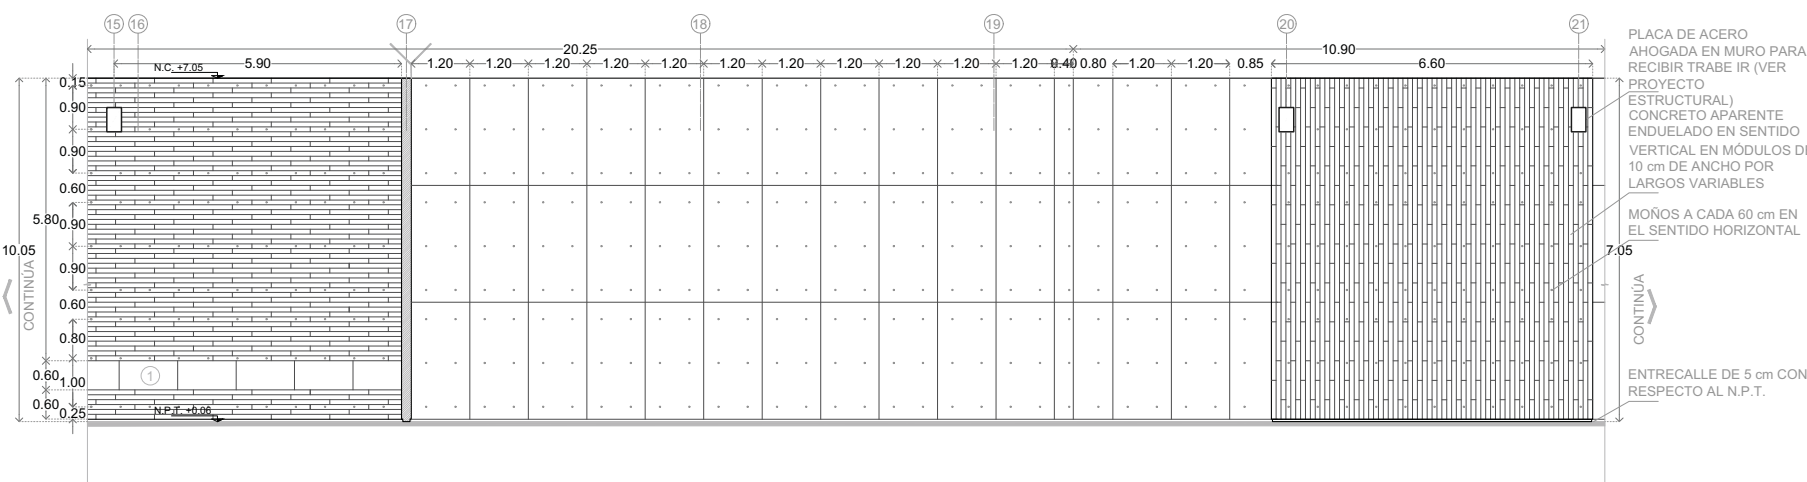 15 16 17 18 19 20 21
20.25 10.90
N.C. +7.05 5.90 1.20 1.20 1.20 1.20 1.20 1.20 1.20 1.20 1.20 1.20 1.20 0.40 0.80 1.20 1.20 0.85 6.60
0.15
0.90
0.90
0.60
5.80
0.90
10.05
0.90
0.60
0.80
0.60
1.00
0.60
0.25
CONTINÚA
1
N.P.T. +0.06
PLACA DE ACERO
AHOGADA EN MURO PARA
RECIBIR TRABE IR (VER
PROYECTO
ESTRUCTURAL)
CONCRETO APARENTE
ENDUELADO EN SENTIDO
VERTICAL EN MÓDULOS DE
10 cm DE ANCHO POR
LARGOS VARIABLES
MOÑOS A CADA 60 cm EN
EL SENTIDO HORIZONTAL
7.05
CONTINÚA
ENTRECALLE DE 5 cm CON
RESPECTO AL N.P.T.